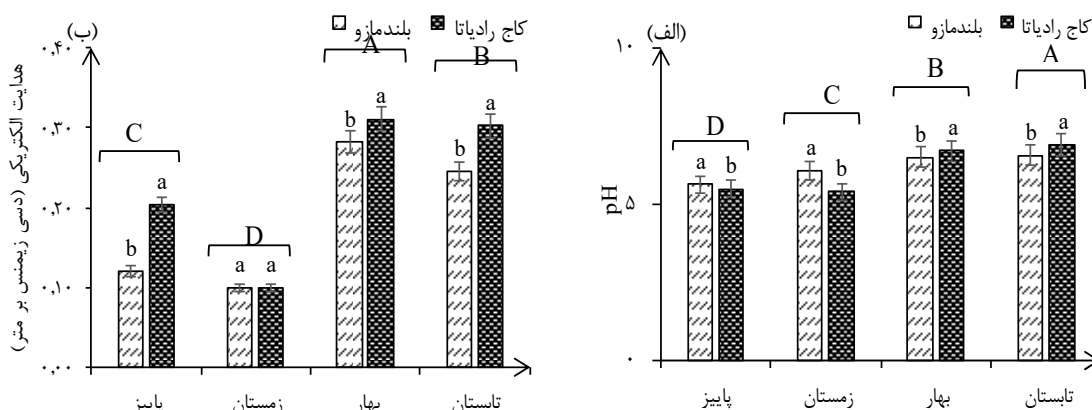 (الف)
بلندمازو
کاج رادیاتا
۱۰
۵
۰
pH
D
C
B
A
a b
a b
b a
b a
پاییز
زمستان
بهار
تابستان
(ب)
بلندمازو
کاج رادیاتا
هدایت الکتریکی (دسی زیمنس بر متر)
۰,۴۰
۰,۳۰
۰,۲۰
۰,۱۰
۰,۰۰
C
D
A
B
b a
a a
b a
b a
پاییز
زمستان
بهار
تابستان